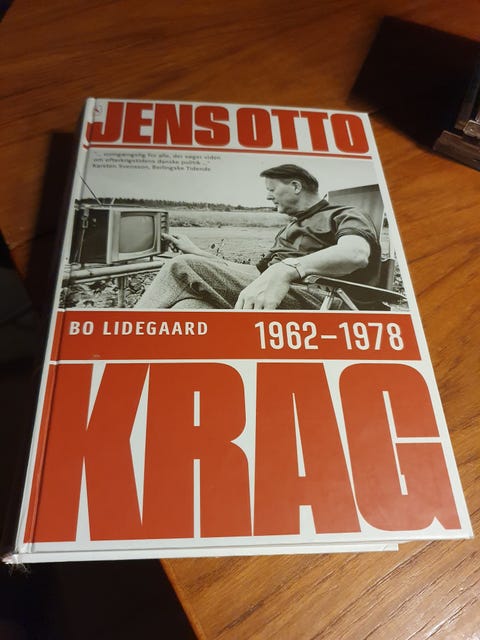 JENS OTTO
"... uomgængelig for alle, der søger viden
om efterkrigstidens danske politik ..."
Karsten Svensson, Berlingske Tidende
BO LIDEGAARD
1962–1978
KRAG